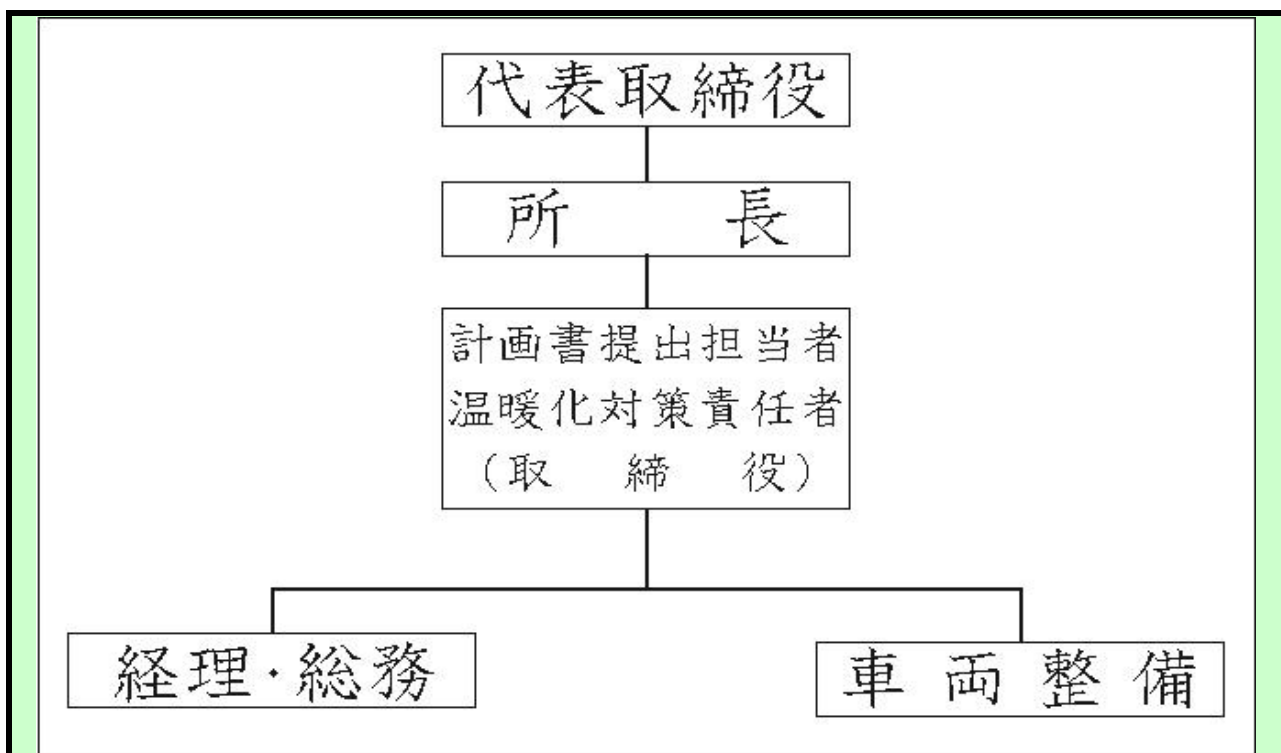 代表取締役
所長
計画書提出担当者
温暖化対策責任者
（取締役）
経理・総務
車両整備